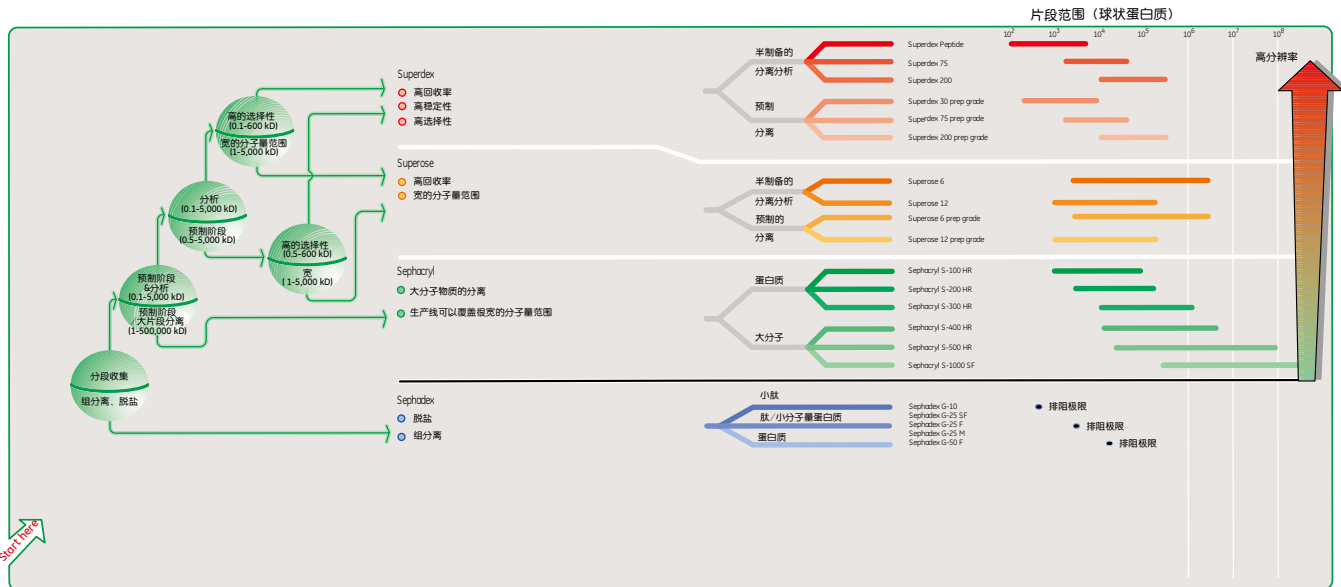 片段范围（球状蛋白质）
10² 10³ 10⁴ 10⁵ 10⁶ 10⁷ 10⁸
高分辨率
高的选择性
(0.1-600 kD)
宽的分子量范围
(1-5,000 kD)
分析
(0.1-5,000 kD)
预制阶段
(0.5-5,000 kD)
高的选择性
(0.5-600 kD)
宽
( 1-5,000 kD)
预制阶段
&分析
(0.1-5,000 kD)
预制阶段
大片段分离
(1-500,000 kD)
分段收集
组分离、脱盐
Start here
Superdex
高回收率
高稳定性
高选择性
半制备的
分离分析
预制
分离
Superdex Peptide
Superdex 75
Superdex 200
Superdex 30 prep grade
Superdex 75 prep grade
Superdex 200 prep grade
Superose
高回收率
宽的分子量范围
半制备的
分离分析
预制的
分离
Superose 6
Superose 12
Superose 6 prep grade
Superose 12 prep grade
Sephacryl
大分子物质的分离
生产线可以覆盖很宽的分子量范围
蛋白质
大分子
Sephacryl S-100 HR
Sephacryl S-200 HR
Sephacryl S-300 HR
Sephacryl S-400 HR
Sephacryl S-500 HR
Sephacryl S-1000 SF
Sephadex
脱盐
组分离
小肽
肽/小分子量蛋白质
蛋白质
Sephadex G-10
Sephadex G-25 SF
Sephadex G-25 F
Sephadex G-25 M
Sephadex G-50 F
排阻极限
排阻极限
排阻极限